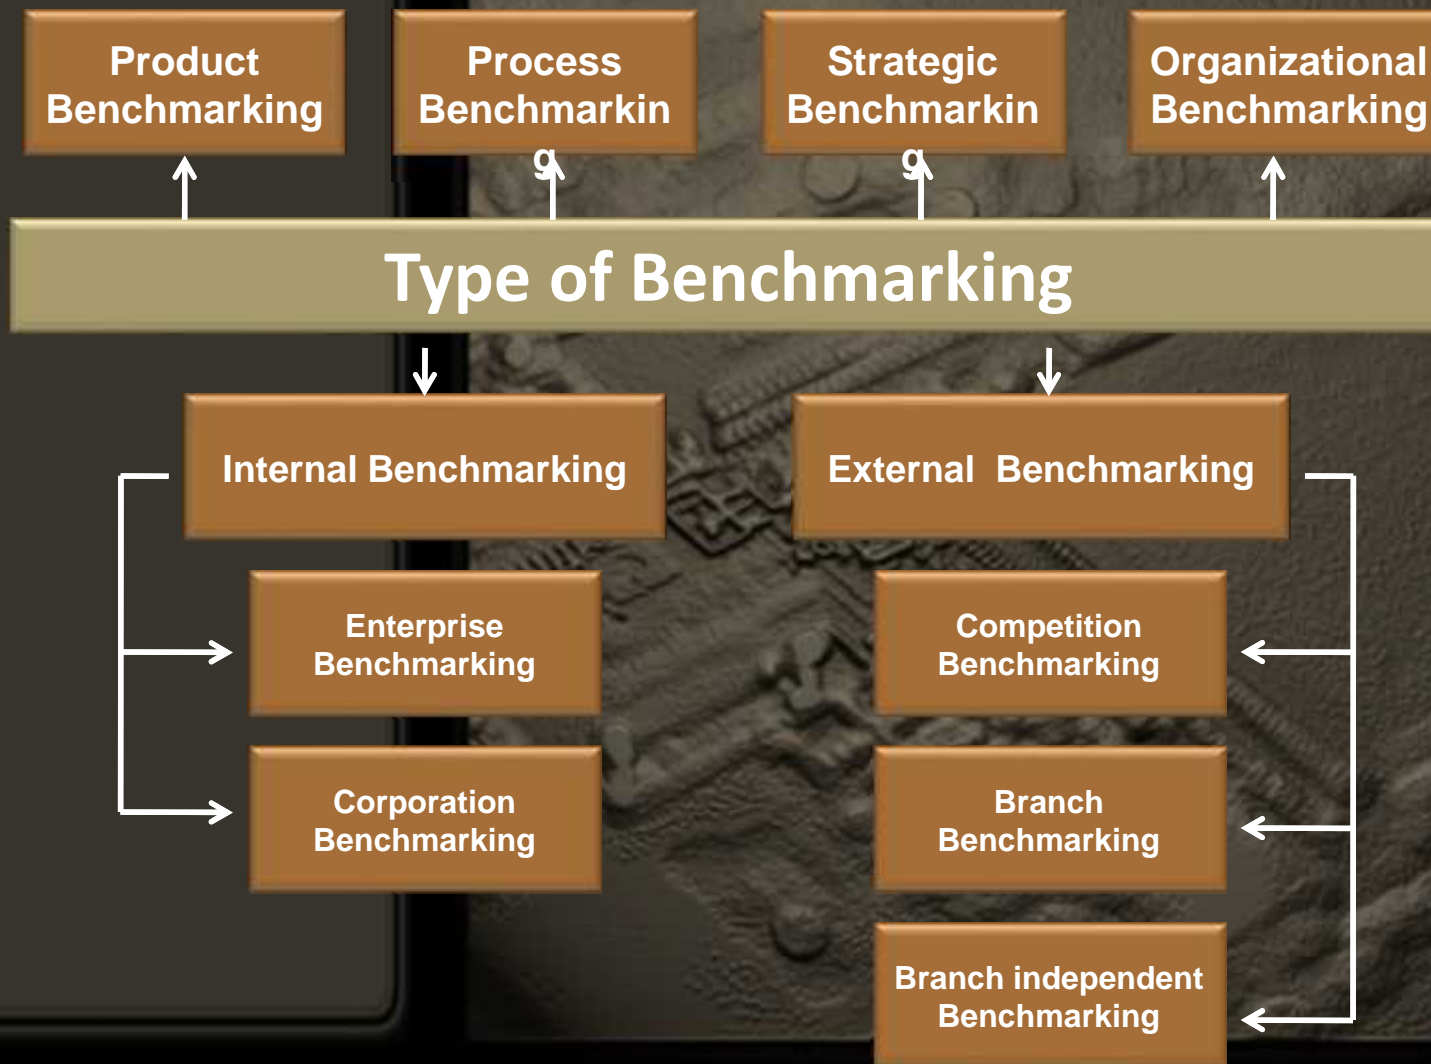 Product
Benchmarking
Process
Benchmarkin
g
Strategic
Benchmarkin
g
Organizational
Benchmarking
Type of Benchmarking
Internal Benchmarking
External  Benchmarking
Enterprise
Benchmarking
Competition
Benchmarking
Corporation
Benchmarking
Branch
Benchmarking
Branch independent
Benchmarking